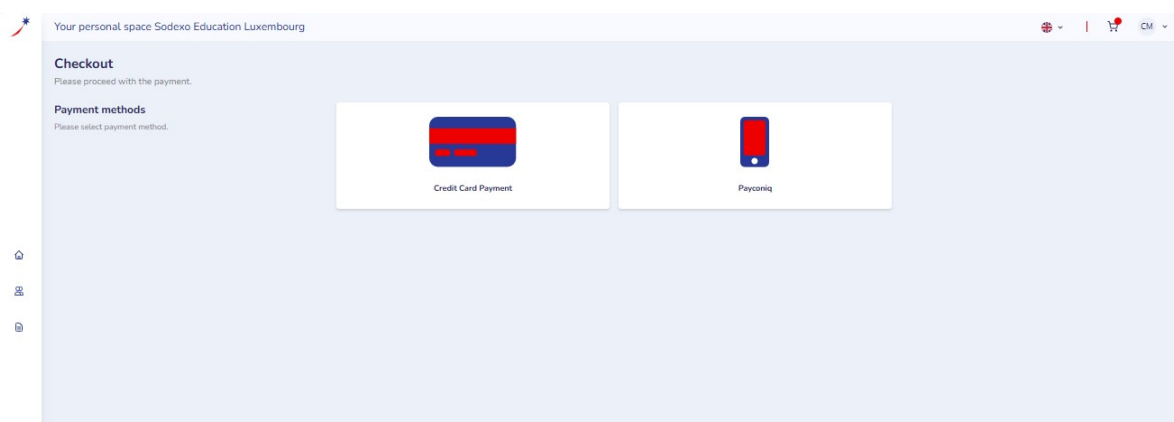 Your personal space Sodexo Education Luxembourg
CM
Checkout
Please proceed with the payment.
Payment methods
Please select payment method.
Credit Card Payment
Payconiq